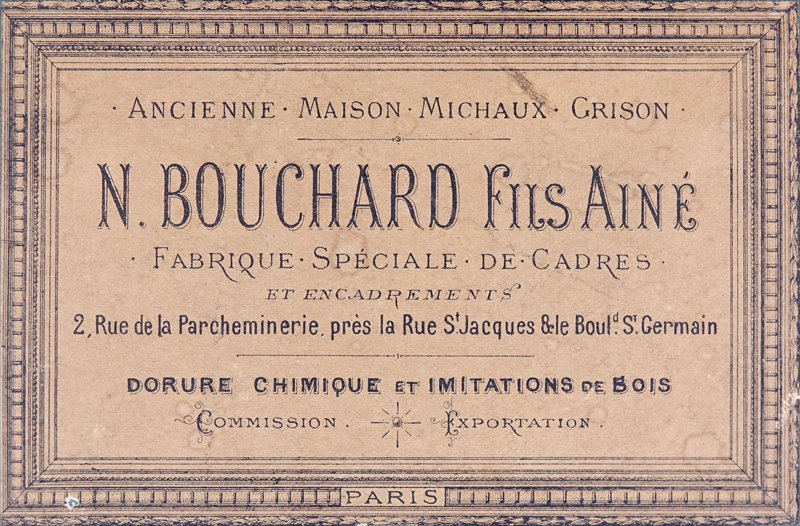 · ANCIENNE · MAISON · MICHAUX · GRISON ·
N. BOUCHARD FILS AINÉ
· FABRIQUE · SPÉCIALE · DE · CADRES ·
ET ENCADREMENTS
2, Rue de la Parcheminerie, près la Rue St Jacques & le Bould. St. Germain
DORURE CHIMIQUE ET IMITATIONS DE BOIS
COMMISSION. EXPORTATION.
PARIS